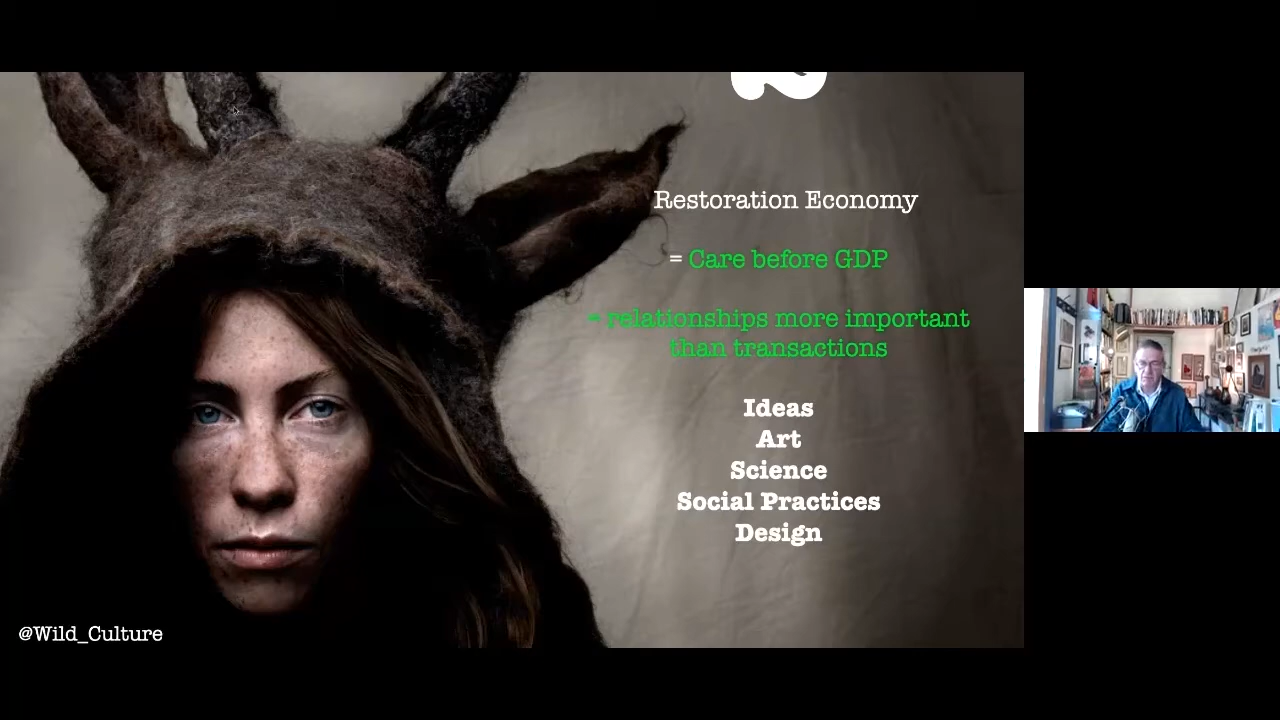 Restoration Economy
= Care before GDP
= relationships more important
than transactions
Ideas
Art
Science
Social Practices
Design
@Wild_Culture